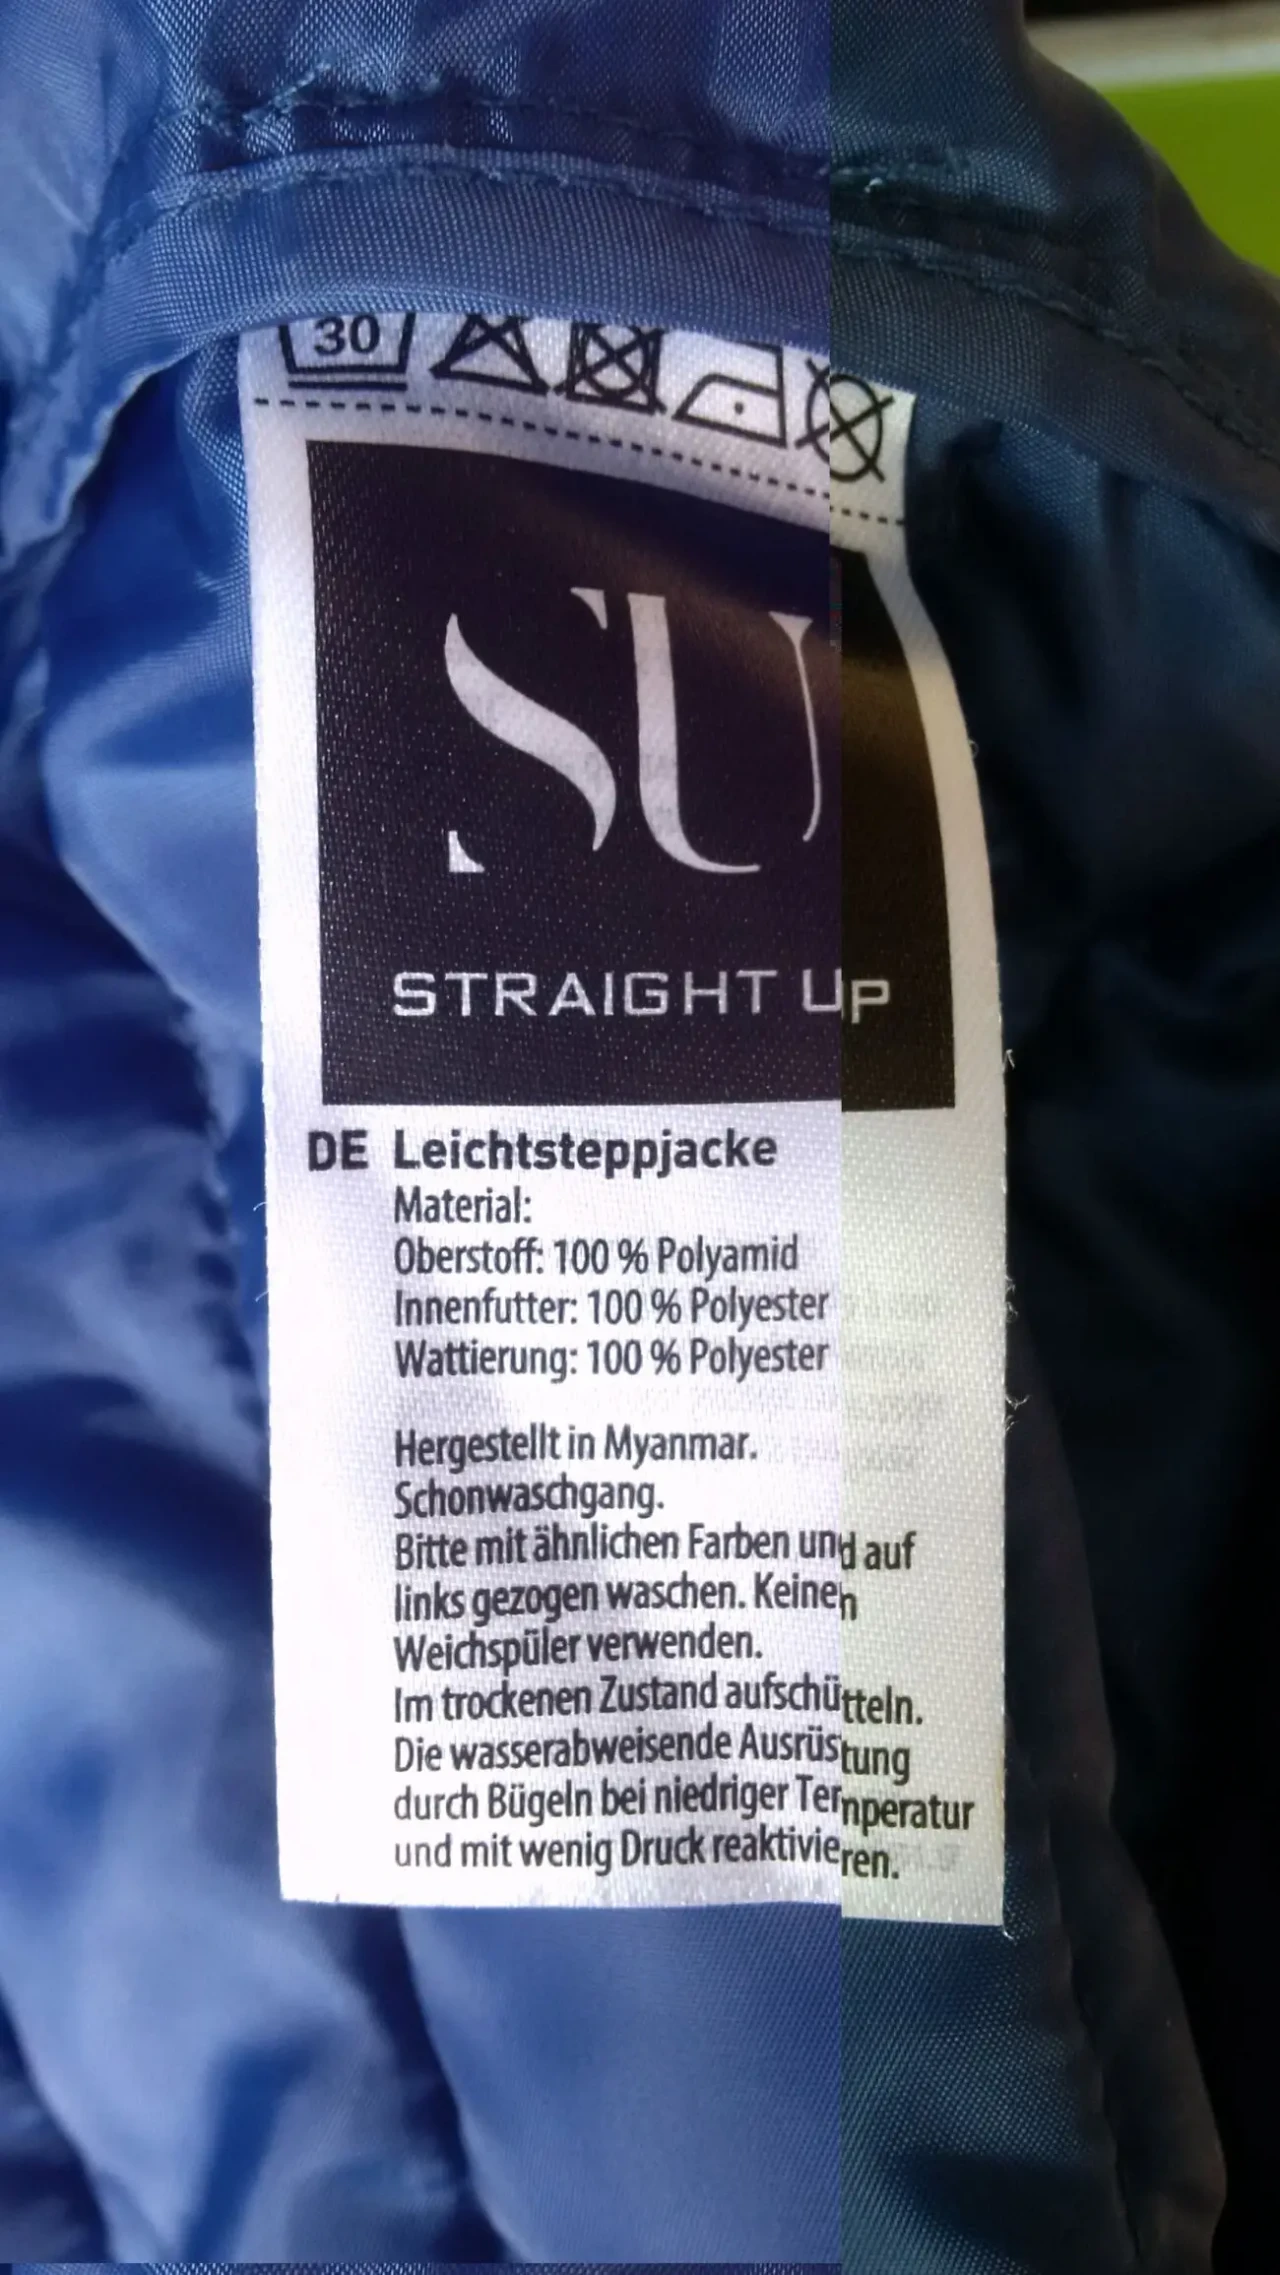 30
SU
STRAIGHT UP
DE Leichtsteppjacke
Material:
Oberstoff: 100 % Polyamid
Innenfutter: 100 % Polyester
Wattierung: 100 % Polyester
Hergestellt in Myanmar.
Schonwaschgang.
Bitte mit ähnlichen Farben und auf
links gezogen waschen. Keinen
Weichspüler verwenden.
Im trockenen Zustand aufschütteln.
Die wasserabweisende Ausrüstung
durch Bügeln bei niedriger Temperatur
und mit wenig Druck reaktivieren.